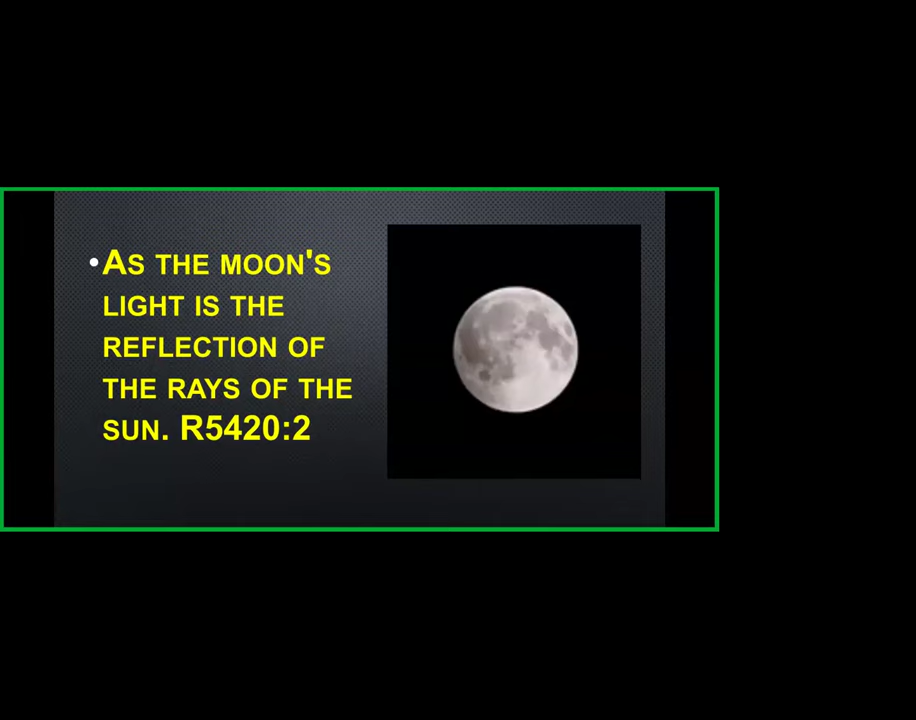 • As the moon's
light is the
reflection of
the rays of the
sun. R5420:2